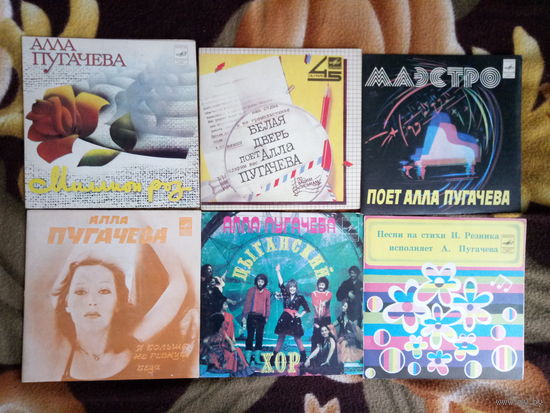 АЛЛА
ПУГАЧЕВА
Миллион роз
45
БЕЛАЯ
ДВЕРЬ
ПОЕТ АЛЛА
ПУГАЧЕВА
МАЭСТРО
ПОЕТ АЛЛА ПУГАЧЕВА
АЛЛА
ПУГАЧЕВА
Я БОЛЬШЕ
НЕ РЕВНУЮ
АЛЛА ПУГАЧЕВА
ЦЫГАНСКИЙ
ХОР
Песни на стихи И. Резника
исполняет А. Пугачева